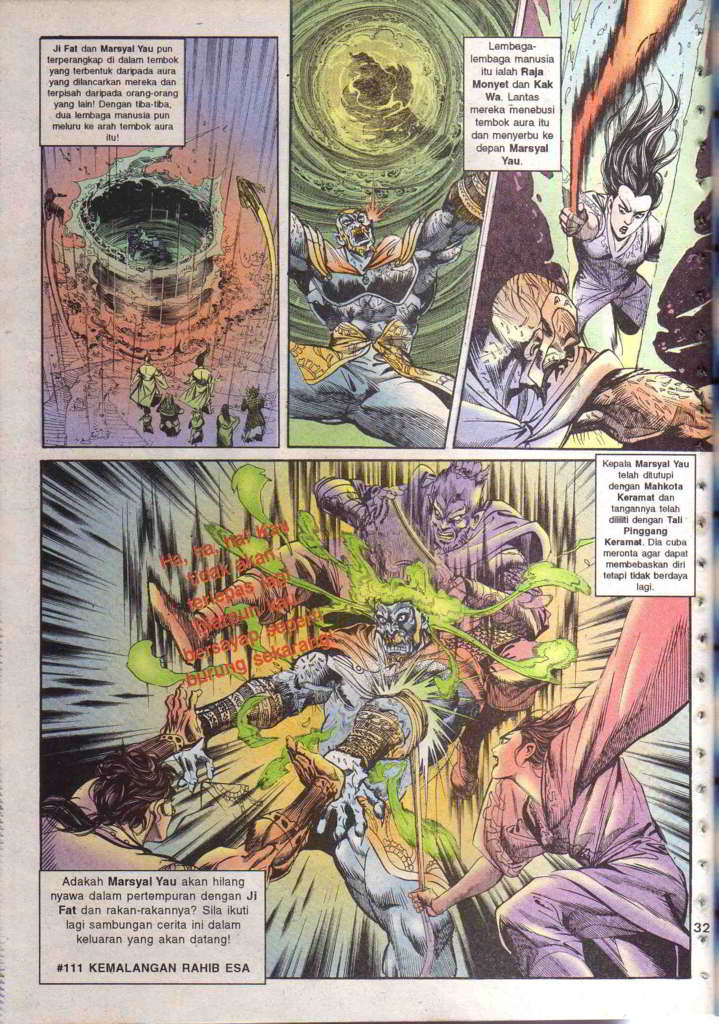 Ji Fat dan Marsyal Yau pun
terperangkap di dalam tembok
yang terbentuk daripada aura
yang dilancarkan mereka dan
terpisah daripada orang-orang
yang lain! Dengan tiba-tiba,
dua lembaga manusia pun
meluru ke arah tembok aura
itu!
Lembaga-
lembaga manusia
itu ialah Raja
Monyet dan Kak
Wa. Lantas
mereka menebusi
tembok aura itu
dan menyerbu ke
depan Marsyal
Yau.
Kepala Marsyal Yau
telah ditutupi
dengan Mahkota
Keramat dan
tangannya telah
dililiti dengan Tali
Pinggang
Keramat. Dia cuba
meronta agar dapat
membebaskan diri
tetapi tidak berdaya
lagi.
Ha, ha, ha! Kau
tidak akan
terlepas lagi
bersayap seperti
burung sekarang!
Adakah Marsyal Yau akan hilang
nyawa dalam pertempuran dengan Ji
Fat dan rakan-rakannya? Sila ikuti
lagi sambungan cerita ini dalam
keluaran yang akan datang!
#111 KEMALANGAN RAHIB ESA
32